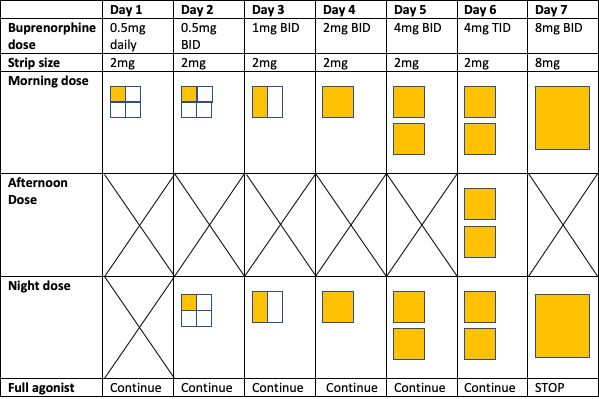 Day 1 Day 2 Day 3 Day 4 Day 5 Day 6 Day 7
Buprenorphine dose 0.5mg daily 0.5mg BID 1mg BID 2mg BID 4mg BID 4mg TID 8mg BID
Strip size 2mg 2mg 2mg 2mg 2mg 2mg 8mg
Morning dose
Afternoon Dose
Night dose
Full agonist Continue Continue Continue Continue Continue Continue STOP